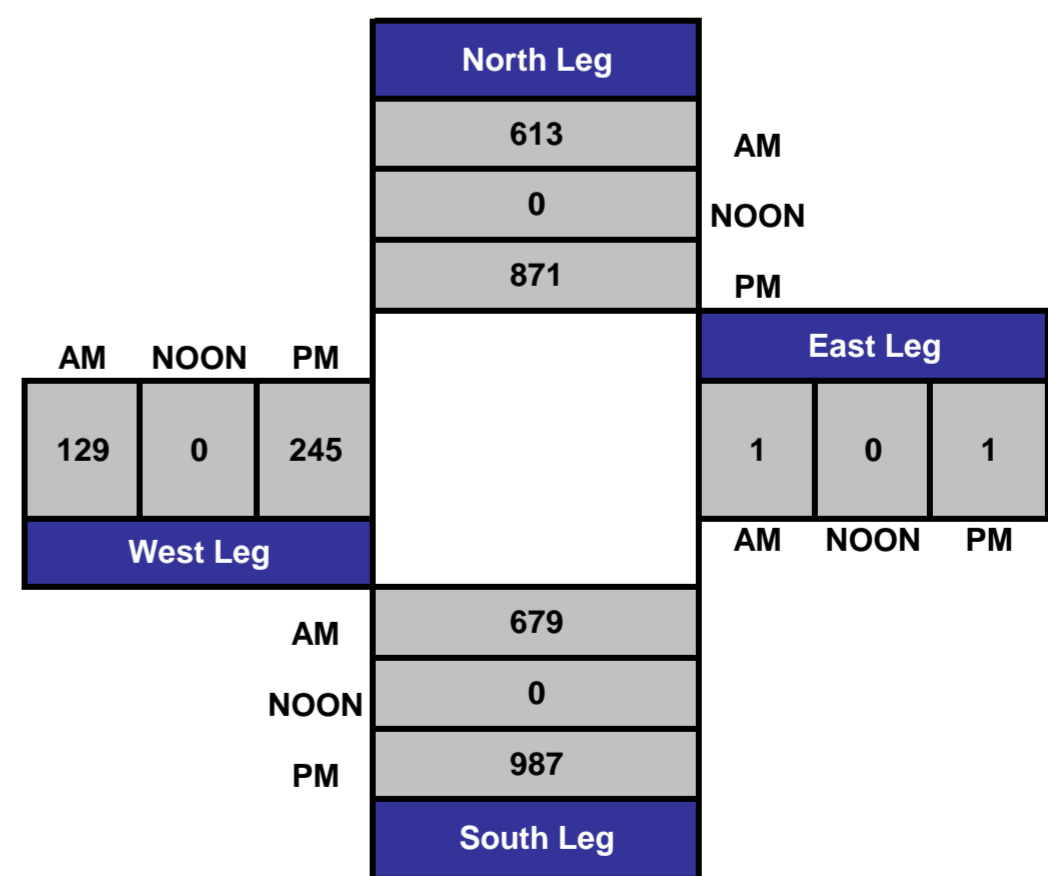 North Leg
613
AM
0
NOON
871
PM
East Leg
AM NOON PM
129 0 245
1 0 1
West Leg
AM NOON PM
AM
679
NOON
0
PM
987
South Leg